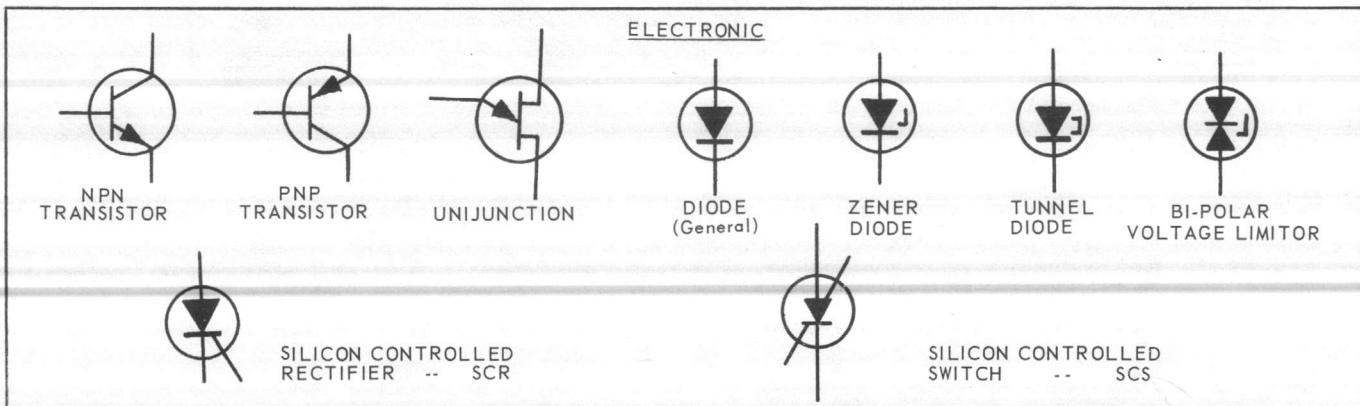 ELECTRONIC
NPN
TRANSISTOR
PNP
TRANSISTOR
UNIJUNCTION
DIODE
(General)
ZENER
DIODE
TUNNEL
DIODE
BI-POLAR
VOLTAGE LIMITOR
SILICON CONTROLLED
RECTIFIER -- SCR
SILICON CONTROLLED
SWITCH -- SCS